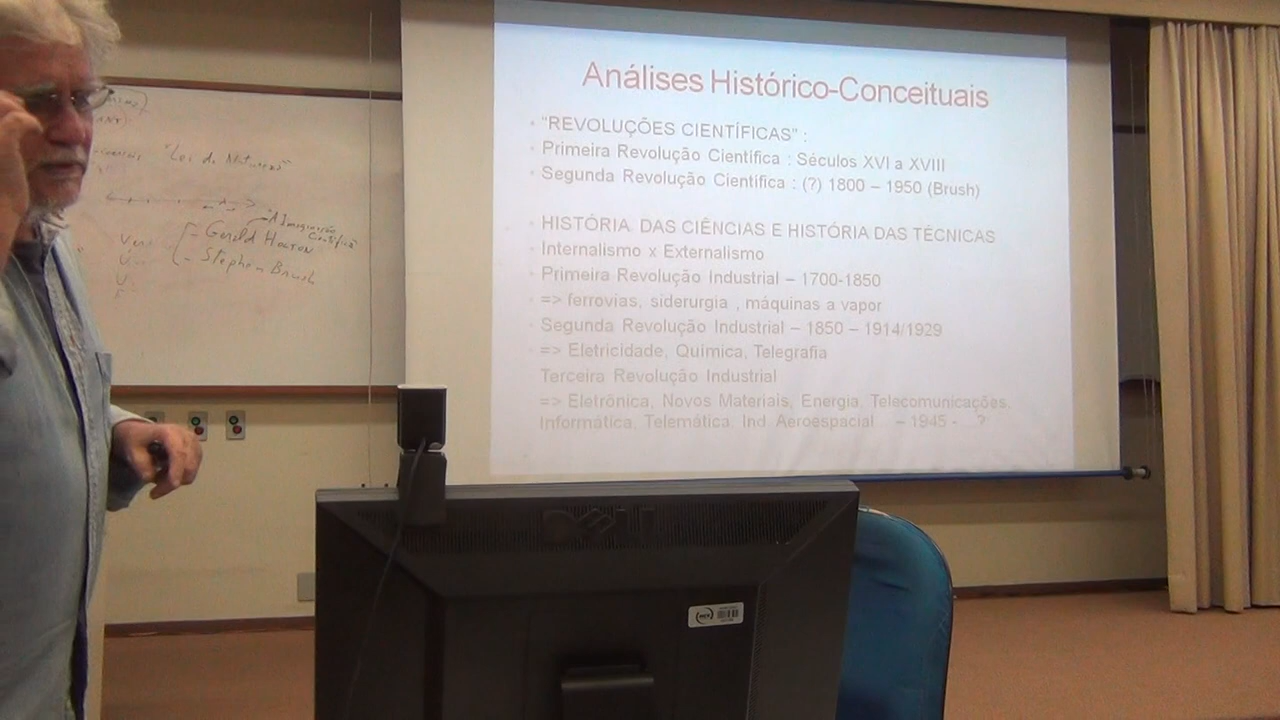 "Lei da Natureza"
A Imaginação
Científica
- Gerald Holton
- Stephen Brush
Análises Histórico-Conceituais
• "REVOLUÇÕES CIENTÍFICAS" :
• Primeira Revolução Científica : Séculos XVI a XVIII
• Segunda Revolução Científica : (?) 1800 – 1950 (Brush)
• HISTÓRIA DAS CIÊNCIAS E HISTÓRIA DAS TÉCNICAS
• Internalismo x Externalismo
• Primeira Revolução Industrial – 1700-1850
• => ferrovias, siderurgia , máquinas a vapor
• Segunda Revolução Industrial – 1850 – 1914/1929
• => Eletricidade, Química, Telegrafia
Terceira Revolução Industrial
• => Eletrônica, Novos Materiais, Energia, Telecomunicações,
Informática, Telemática, Ind Aeroespacial – 1945 - ?